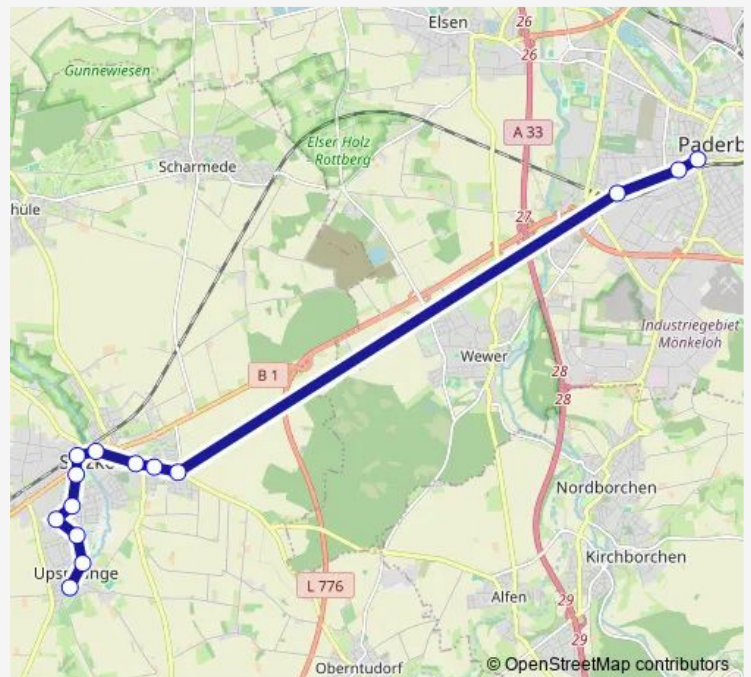 Elsen
26
26
Gunnewiesen
A 33
Elser Holz
- Rottberg
Paderb
Scharmede
hüle
27
Industriegebiet
Mönkeloh
Wewer
28
28
B 1
Nordborchen
Kirchborchen
L 776
Alfen
29
29
Oberntudorf
© OpenStreetMap contributors